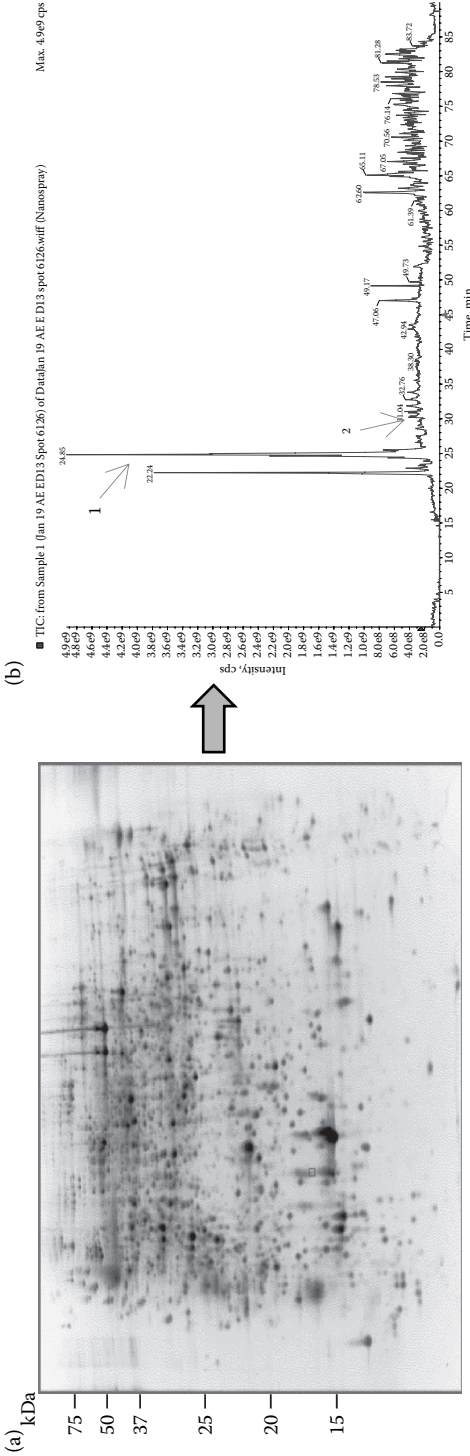 (a)
kDa
75
50
37
25
20
15
(b)
■ TIC: from Sample 1 (Jan 19 AE ED13 Spot 6126) of DataJan 19 AE E D13 spot 6126.wiff (Nanospray)
Max. 4.9e9 cps
4.9e9
4.8e9
4.6e9
4.4e9
4.2e9
4.0e9
3.8e9
3.6e9
3.4e9
3.2e9
3.0e9
2.8e9
2.6e9
2.4e9
2.2e9
2.0e9
1.8e9
1.6e9
1.4e9
1.2e9
1.0e9
8.0e8
6.0e8
4.0e8
2.0e8
0.0
Intensity, cps
1
2
22.24
24.85
31.04
32.76
38.30
42.94
47.06
49.17
49.73
61.39
62.60
65.11
67.05
70.56
76.14
78.53
81.28
83.72
5
10
15
20
25
30
35
40
45
50
55
60
65
70
75
80
85
Time, min